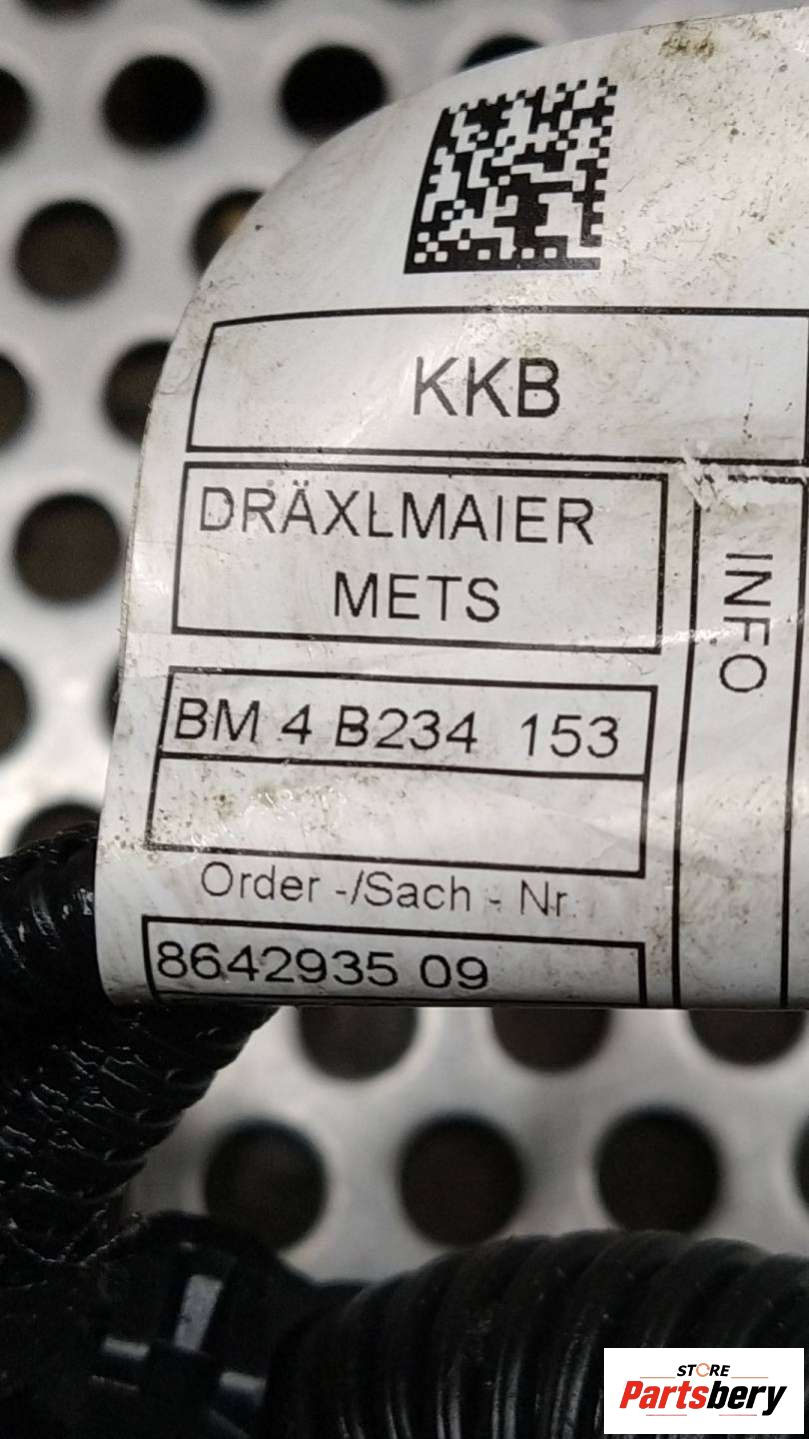 KKB
DRÄXLMAIER
METS
INFO
BM 4 B234 153
Order -/Sach - Nr.
8642935 09
STORE
Partsbery